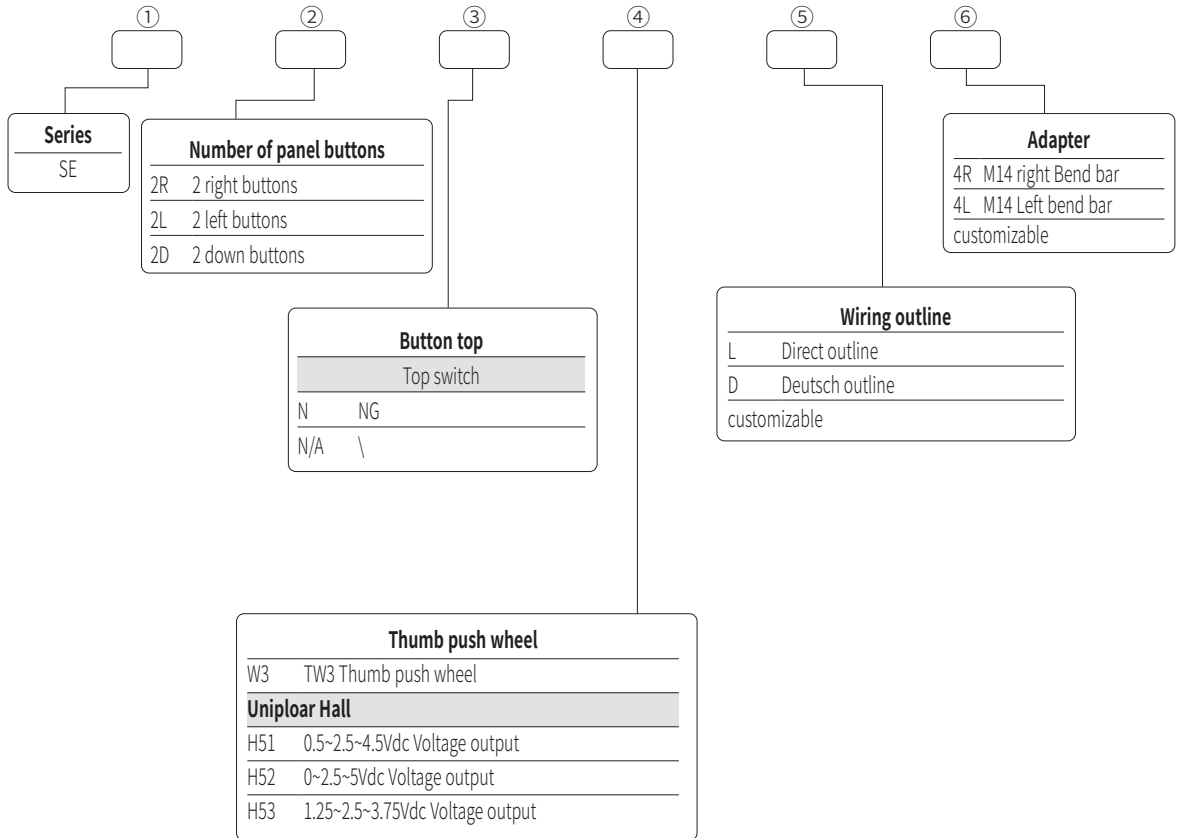 ① ② ③ ④ ⑤ ⑥
Series
SE
Number of panel buttons
2R 2 right buttons
2L 2 left buttons
2D 2 down buttons
Adapter
4R M14 right Bend bar
4L M14 Left bend bar
customizable
Button top
Top switch
N NG
N/A \
Wiring outline
L Direct outline
D Deutsch outline
customizable
Thumb push wheel
W3 TW3 Thumb push wheel
Uniploar Hall
H51 0.5~2.5~4.5Vdc Voltage output
H52 0~2.5~5Vdc Voltage output
H53 1.25~2.5~3.75Vdc Voltage output